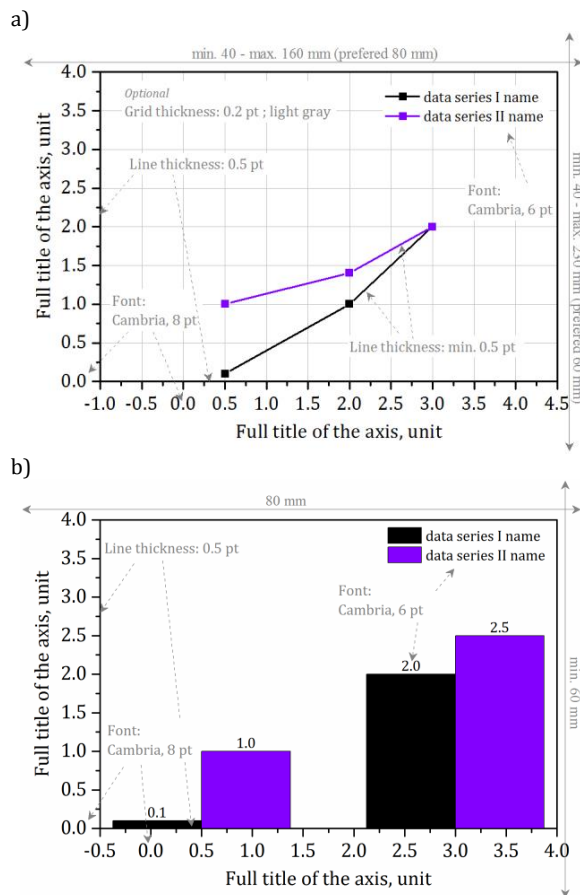 a)
min. 40 - max. 160 mm (prefered 80 mm)
4.0
3.5
3.0
2.5
2.0
1.5
1.0
0.5
0.0
Full title of the axis, unit
Optional
Grid thickness: 0.2 pt ; light gray
data series I name
data series II name
Line thickness: 0.5 pt
Font:
Cambria, 6 pt
Font:
Cambria, 8 pt
Line thickness: min. 0.5 pt
min. 40 - max. 230 mm (prefered 60 mm)
-1.0 -0.5 0.0 0.5 1.0 1.5 2.0 2.5 3.0 3.5 4.0 4.5
Full title of the axis, unit
b)
80 mm
4.0
3.5
3.0
2.5
2.0
1.5
1.0
0.5
0.0
Full title of the axis, unit
data series I name
data series II name
Line thickness: 0.5 pt
Font:
Cambria, 6 pt
2.5
2.0
1.0
0.1
Font:
Cambria, 8 pt
min. 60 mm
-0.5 0.0 0.5 1.0 1.5 2.0 2.5 3.0 3.5 4.0
Full title of the axis, unit